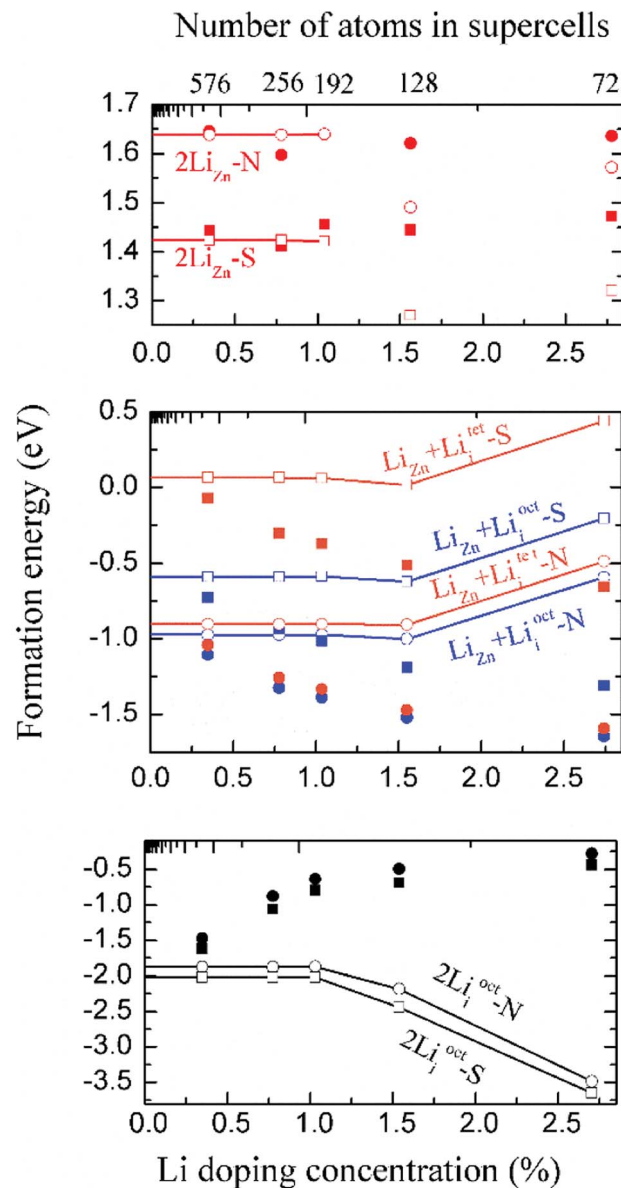 Number of atoms in supercells
576 256 192 128 72
1.7
1.6
1.5
1.4
1.3
2Li_Zn-N
2Li_Zn-S
0.0 0.5 1.0 1.5 2.0 2.5
Formation energy (eV)
0.5
0.0
-0.5
-1.0
-1.5
Li_Zn+Li_i^tet-S
Li_Zn+Li_i^oct-S
Li_Zn+Li_i^tet-N
Li_Zn+Li_i^oct-N
0.0 0.5 1.0 1.5 2.0 2.5
-0.5
-1.0
-1.5
-2.0
-2.5
-3.0
-3.5
2Li_i^oct-N
2Li_i^oct-S
0.0 0.5 1.0 1.5 2.0 2.5
Li doping concentration (%)